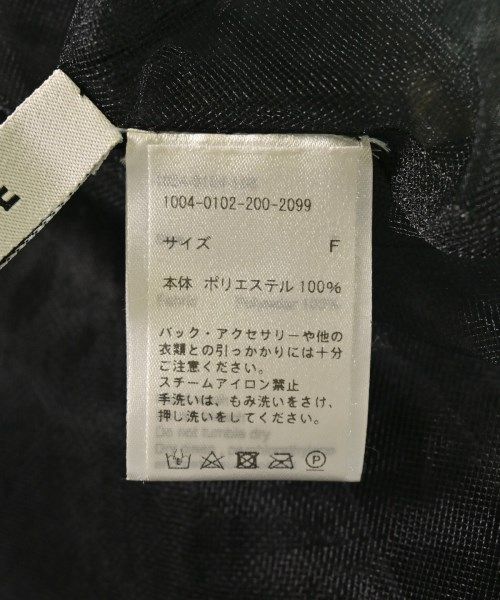 1004-0102-200-2099
サイズ F
本体 ポリエステル 100%
バック・アクセサリーや他の
衣類との引っかかりには十分
ご注意ください。
スチームアイロン禁止
手洗いは、もみ洗いをさけ、
押し洗いをしてください。
Do not tumble dry
P